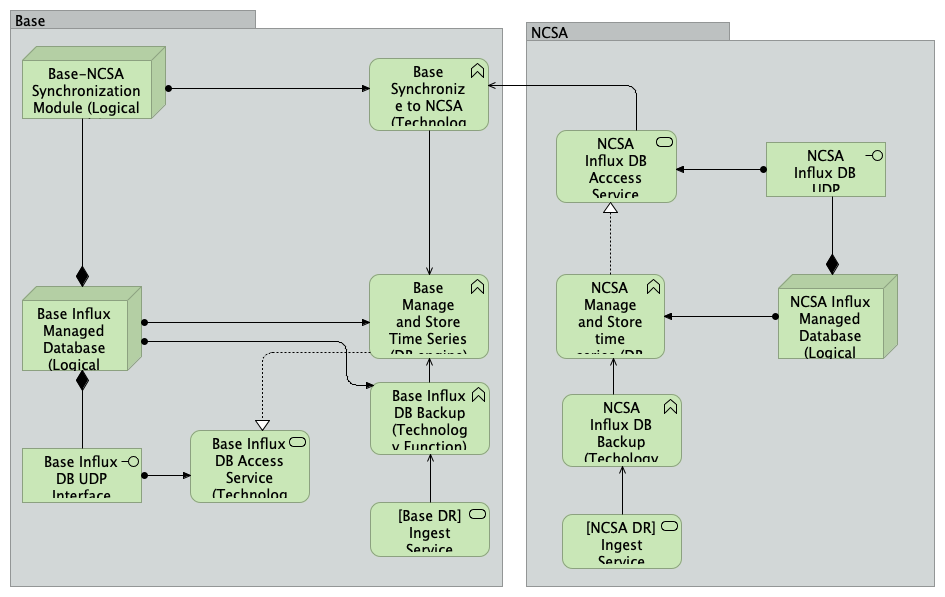 Base
NCSA
Base-NCSA
Synchronization
Module (Logical
Base
Synchroniz
e to NCSA
(Technolog
NCSA
Influx DB
Acccess
Service
NCSA
Influx DB
UDP
Base Influx
Managed
Database
(Logical
Base
Manage
and Store
Time Series
(DB engine)
NCSA
Manage
and Store
time
series (DB
NCSA Influx
Managed
Database
(Logical
Base Influx
DB Backup
(Technolog
y Function)
NCSA
Influx DB
Backup
(Techology
Base Influx
DB UDP
Interface
Base Influx
DB Access
Service
(Technolog
[Base DR]
Ingest
Service
[NCSA DR]
Ingest
Service